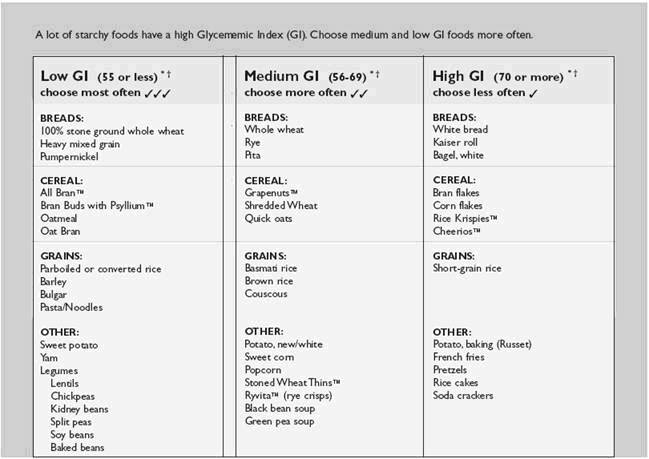 A lot of starchy foods have a high Glycememic Index (GI). Choose medium and low GI foods more often.
Low GI (55 or less) *†
choose most often ✓✓✓
BREADS:
100% stone ground whole wheat
Heavy mixed grain
Pumpernickel
CEREAL:
All Bran™
Bran Buds with Psyllium™
Oatmeal
Oat Bran
GRAINS:
Parboiled or converted rice
Barley
Bulgar
Pasta/Noodles
OTHER:
Sweet potato
Yam
Legumes
Lentils
Chickpeas
Kidney beans
Split peas
Soy beans
Baked beans
Medium GI (56-69) *†
choose more often ✓✓
BREADS:
Whole wheat
Rye
Pita
CEREAL:
Grapenuts™
Shredded Wheat
Quick oats
GRAINS:
Basmati rice
Brown rice
Couscous
OTHER:
Potato, new/white
Sweet corn
Popcorn
Stoned Wheat Thins™
Ryvita™ (rye crisps)
Black bean soup
Green pea soup
High GI (70 or more) *†
choose less often ✓
BREADS:
White bread
Kaiser roll
Bagel, white
CEREAL:
Bran flakes
Corn flakes
Rice Krispies™
Cheerios™
GRAINS:
Short-grain rice
OTHER:
Potato, baking (Russet)
French fries
Pretzels
Rice cakes
Soda crackers